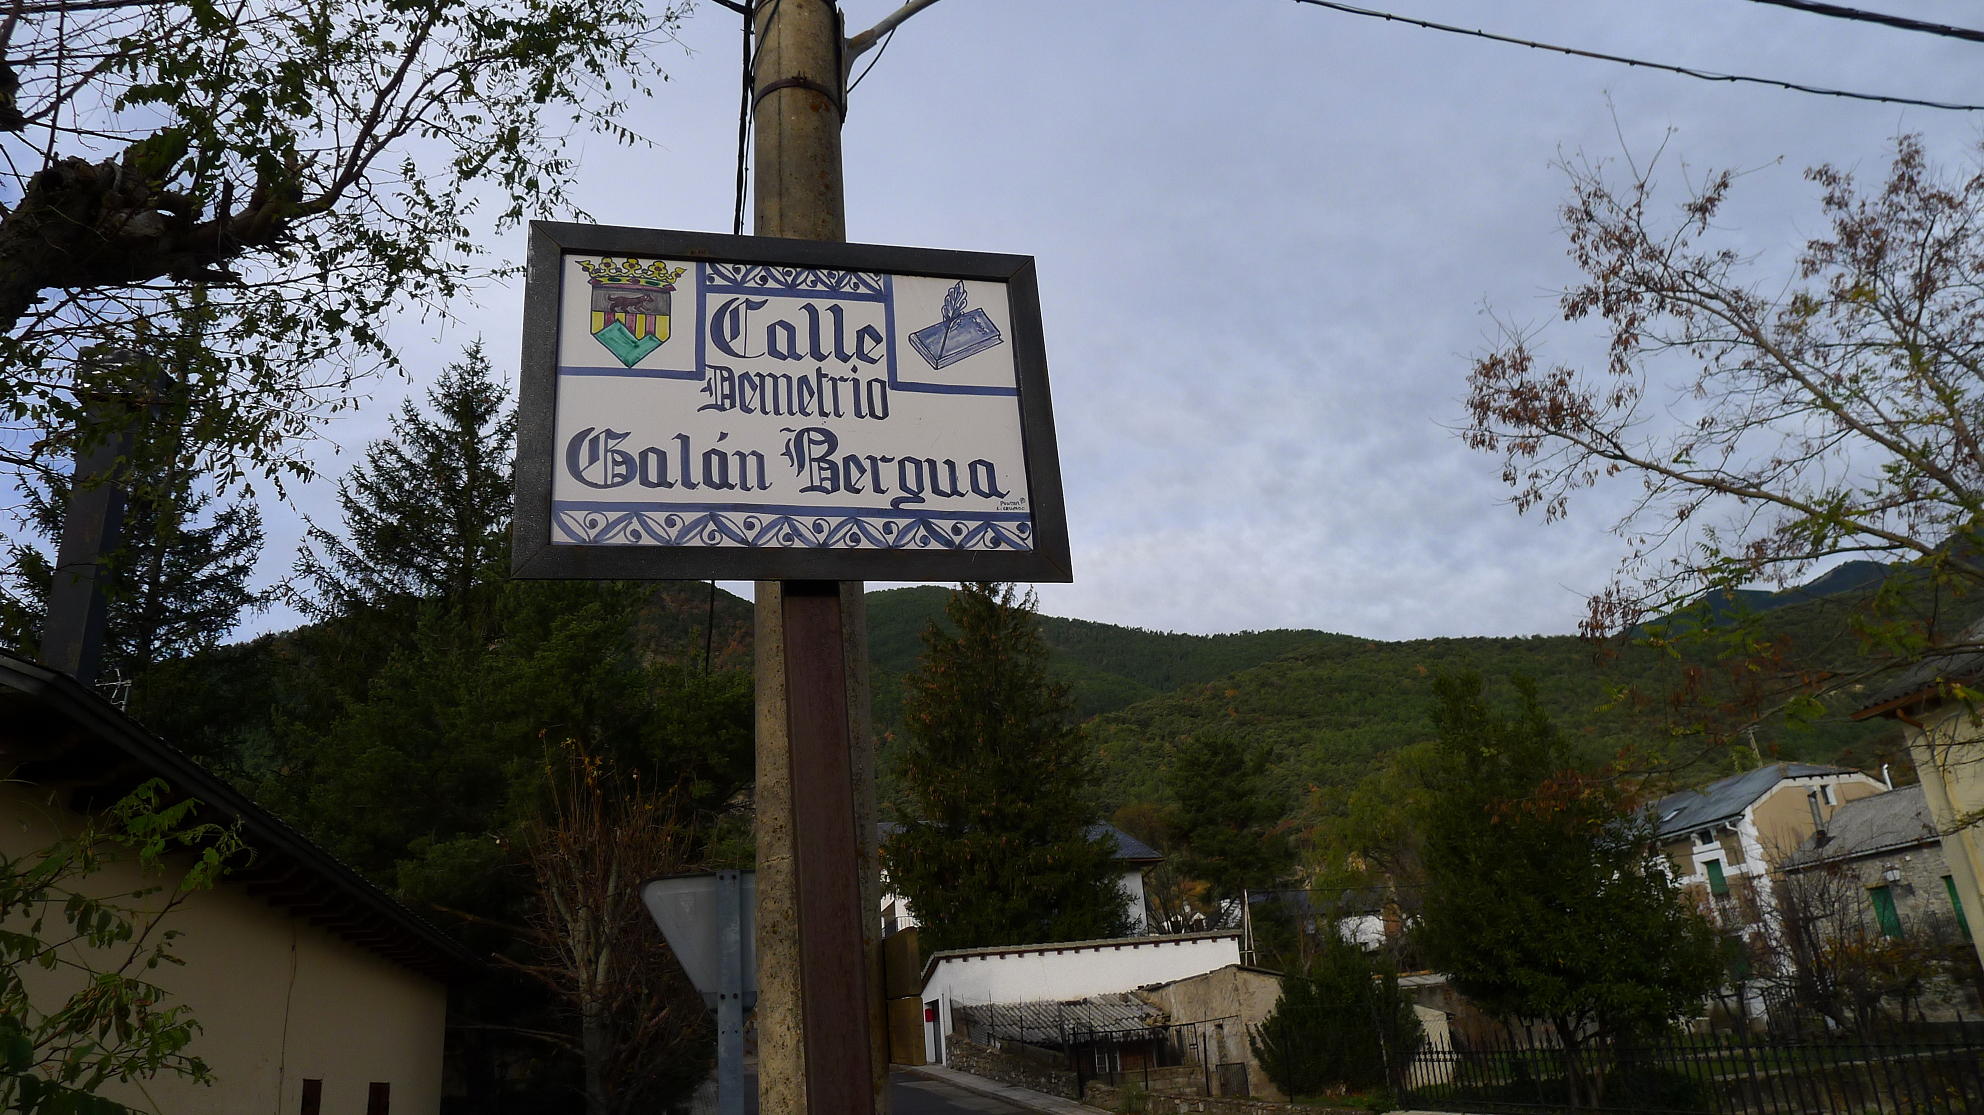 Calle
Demetrio
Galán Bergua